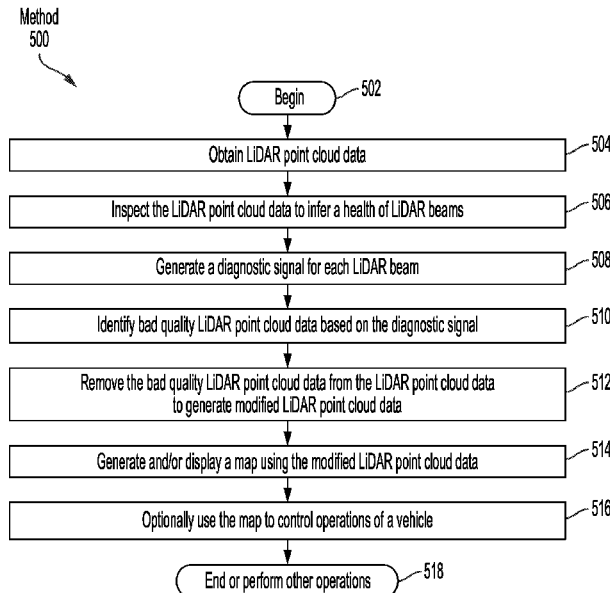 Method
500
Begin
502
Obtain LiDAR point cloud data
504
Inspect the LiDAR point cloud data to infer a health of LiDAR beams
506
Generate a diagnostic signal for each LiDAR beam
508
Identify bad quality LiDAR point cloud data based on the diagnostic signal
510
Remove the bad quality LiDAR point cloud data from the LiDAR point cloud data
to generate modified LiDAR point cloud data
512
Generate and/or display a map using the modified LiDAR point cloud data
514
Optionally use the map to control operations of a vehicle
516
End or perform other operations
518